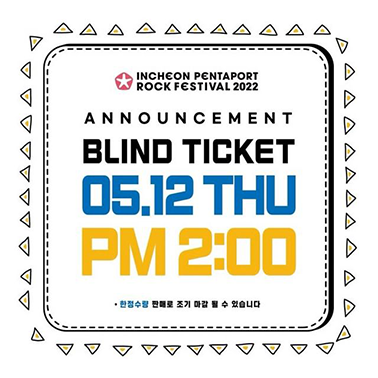 INCHEON PENTAPORT
ROCK FESTIVAL 2022
ANNOUNCEMENT
BLIND TICKET
05.12 THU
PM 2:00
• 한정수량 판매로 조기 마감 될 수 있습니다